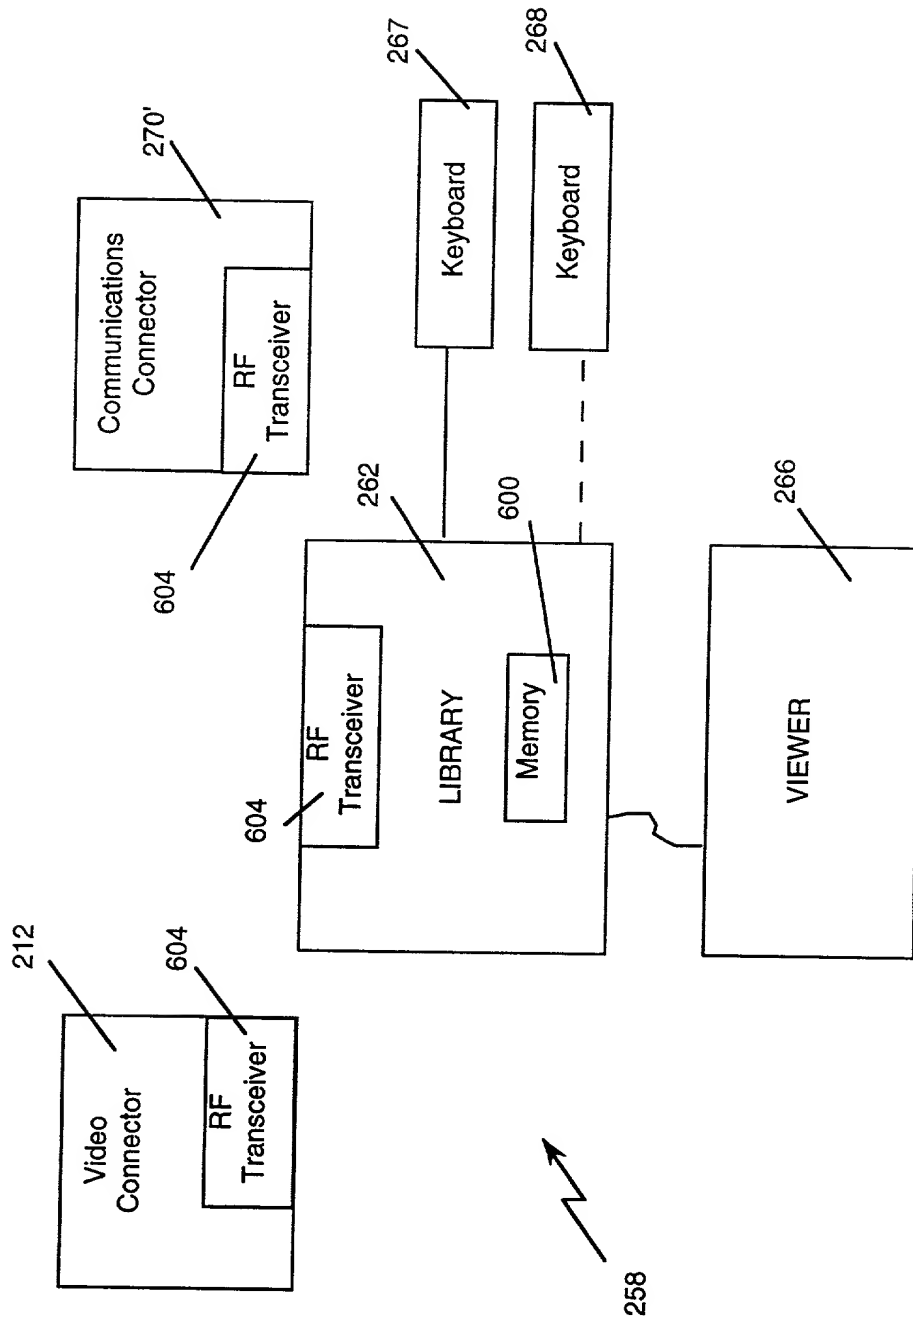 212
Video
Connector
604
RF
Transceiver
270'
Communications
Connector
RF
Transceiver
604
604
RF
Transceiver
262
LIBRARY
600
Memory
267
Keyboard
268
Keyboard
266
VIEWER
258